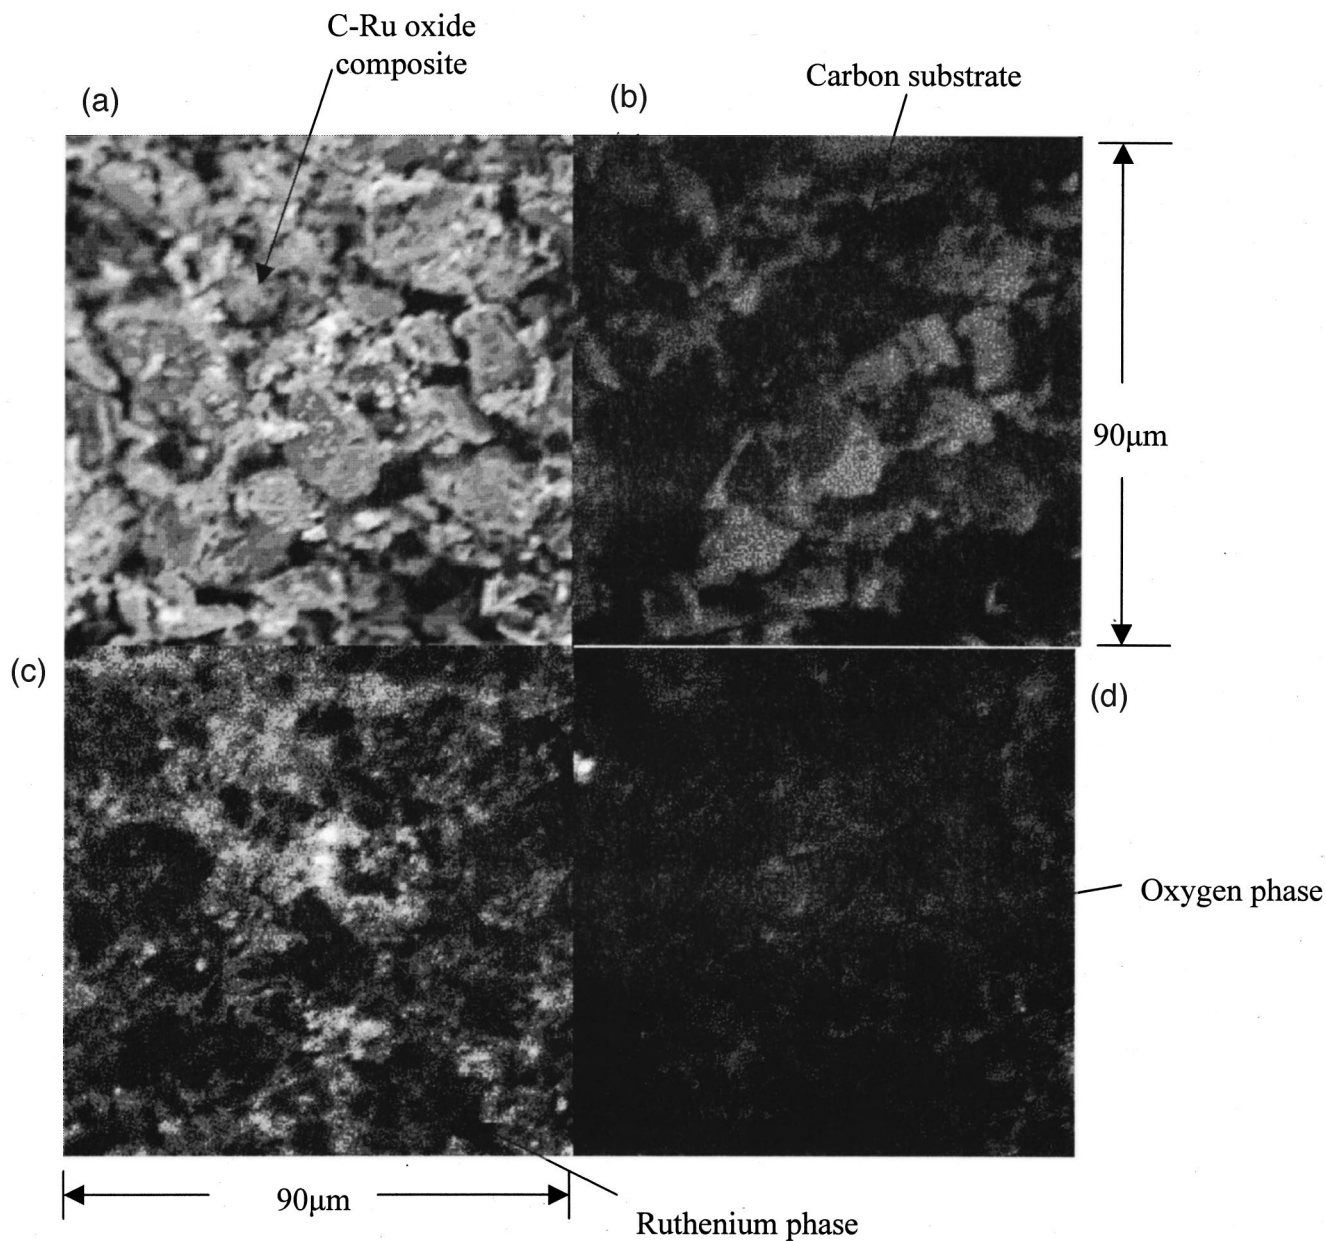 C-Ru oxide
composite
(a)
(b)
Carbon substrate
90μm
(c)
(d)
Oxygen phase
90μm
Ruthenium phase